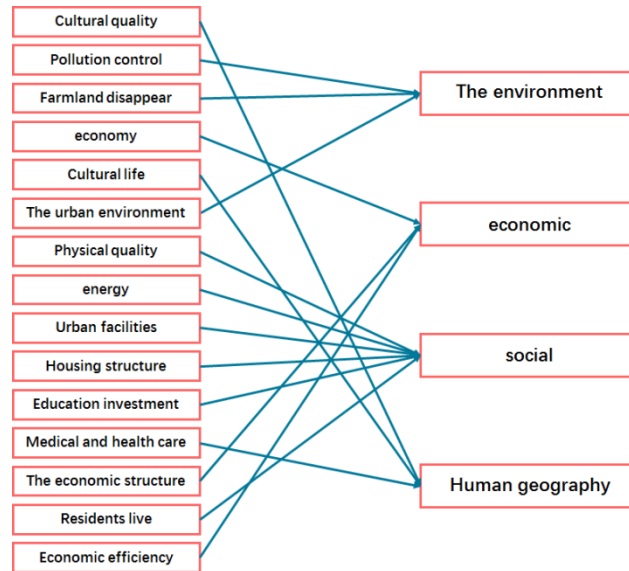 Cultural quality
Pollution control
Farmland disappear
economy
Cultural life
The urban environment
Physical quality
energy
Urban facilities
Housing structure
Education investment
Medical and health care
The economic structure
Residents live
Economic efficiency
The environment
economic
social
Human geography